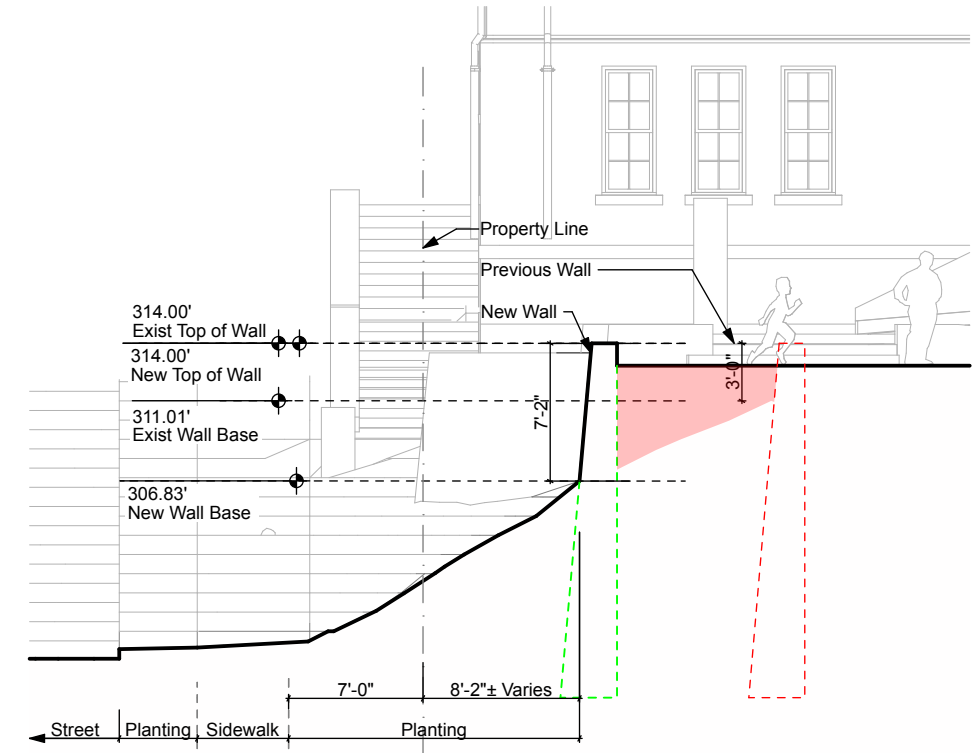 Property Line
Previous Wall
New Wall
314.00'
Exist Top of Wall
314.00'
New Top of Wall
311.01'
Exist Wall Base
306.83'
New Wall Base
7'-2"
3'-0"
7'-0"
8'-2"± Varies
Street
Planting
Sidewalk
Planting